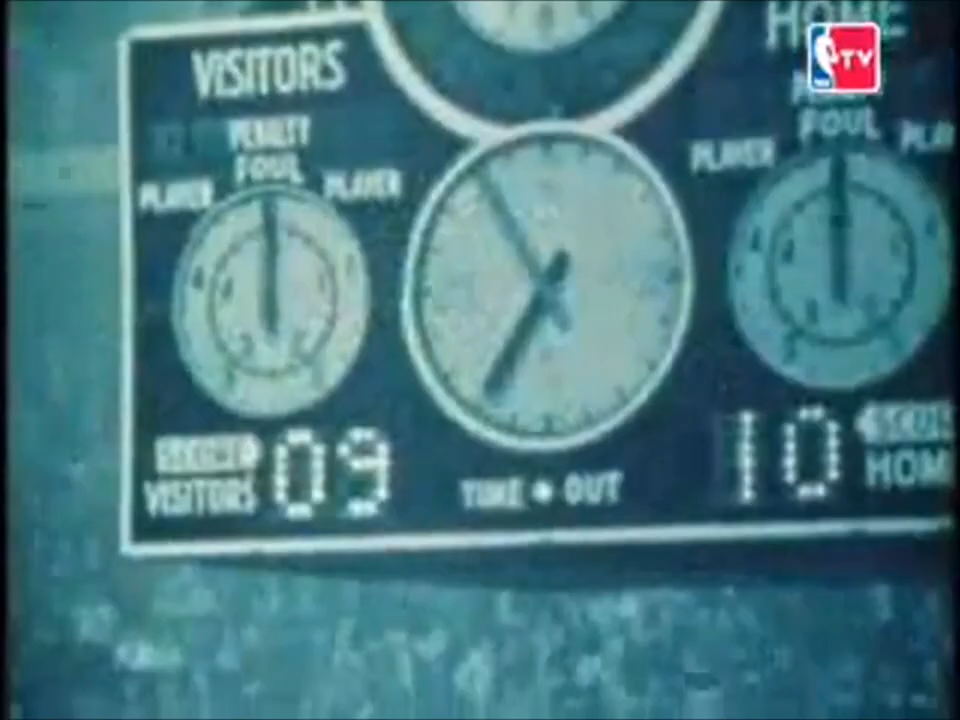 HOME
TV
VISITORS
PENALTY
FOUL
PLAYER
PLAYER
FOUL
PLAYER
VISITORS
09
TIME OUT
10
HOM